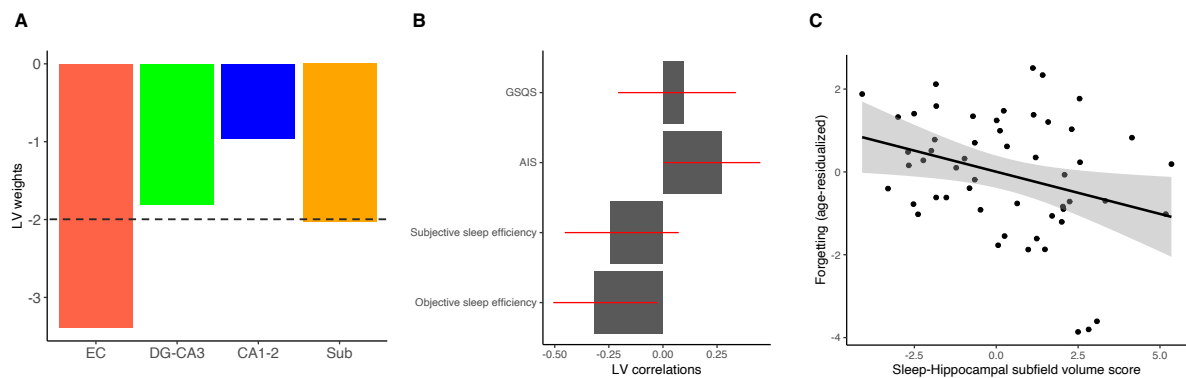 A
LV weights
0
-1
-2
-3
EC DG-CA3 CA1-2 Sub
B
GSQS
AIS
Subjective sleep efficiency
Objective sleep efficiency
-0.50 -0.25 0.00 0.25
LV correlations
C
Forgetting (age-residualized)
2
0
-2
-4
-2.5 0.0 2.5 5.0
Sleep-Hippocampal subfield volume score